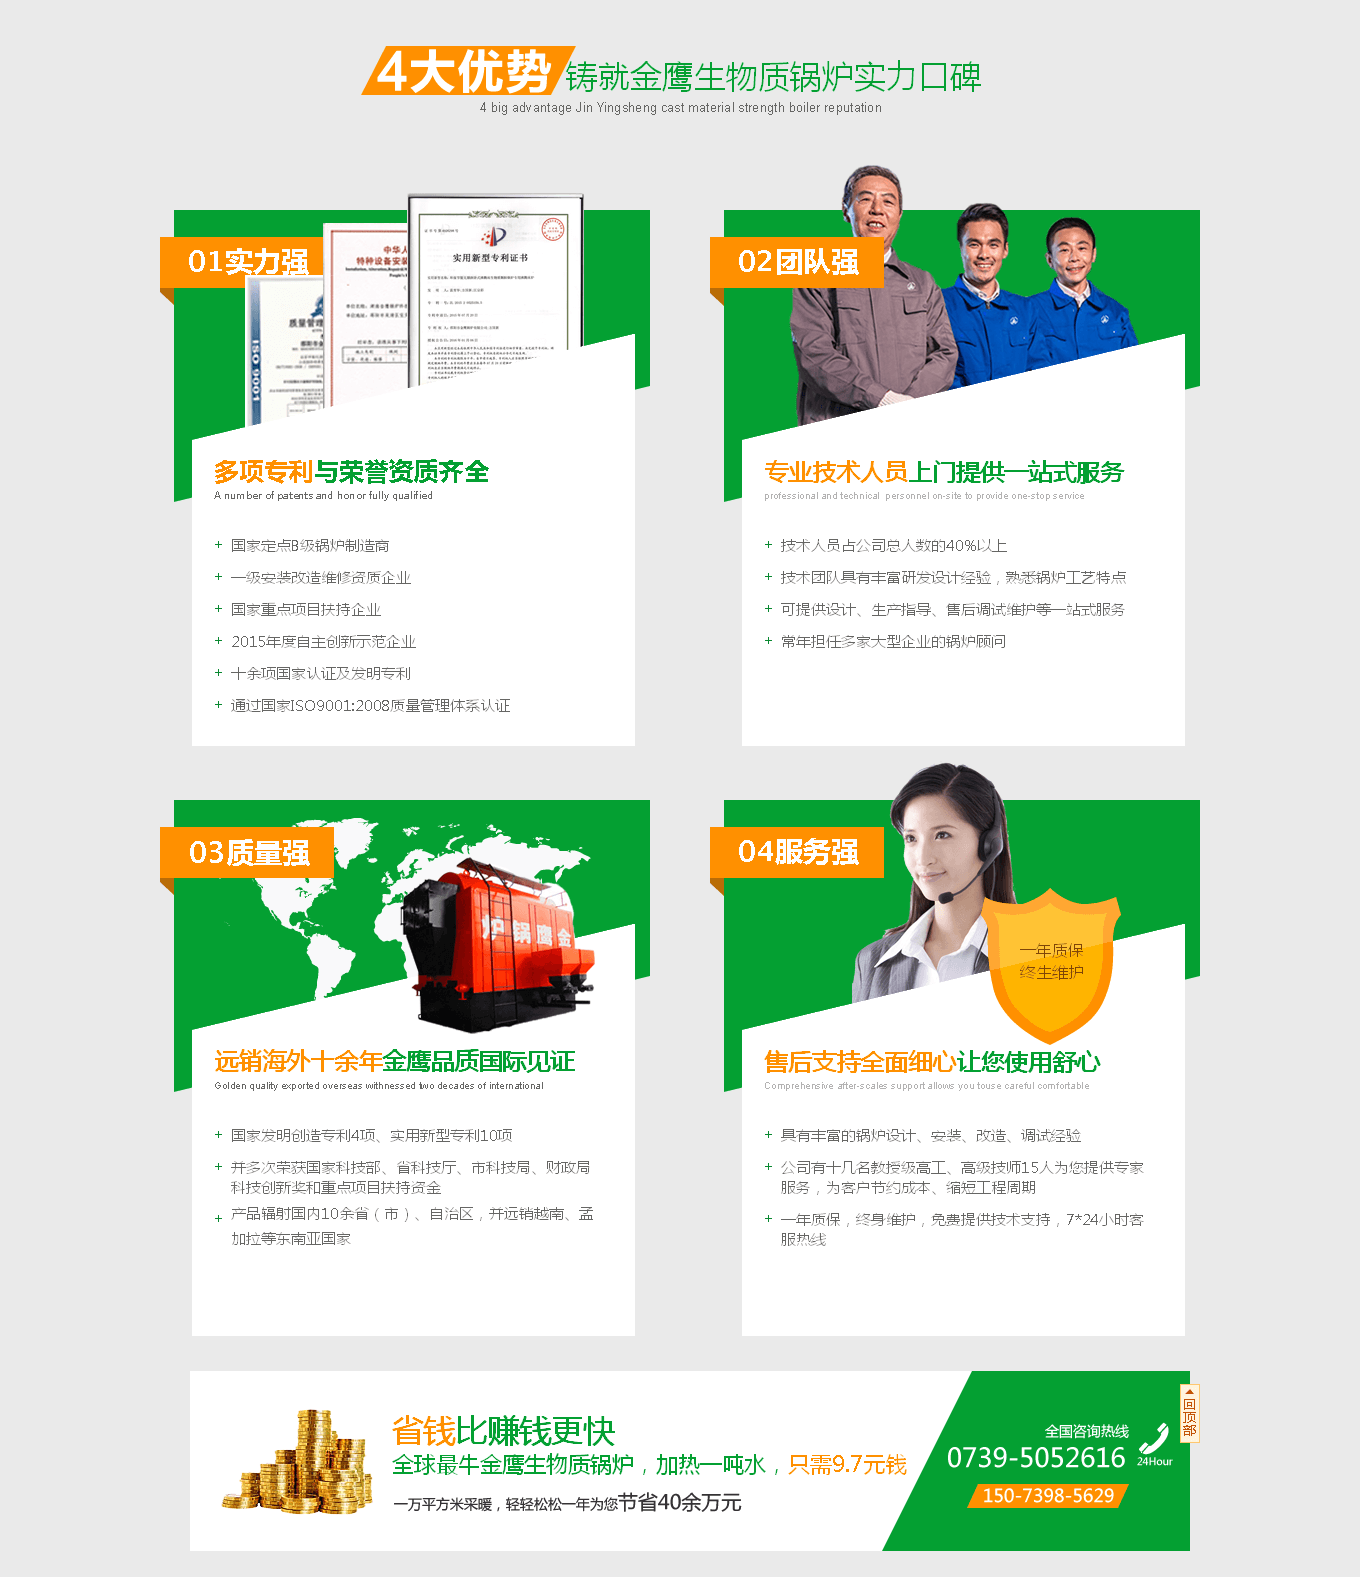 4大优势铸就金鹰生物质锅炉实力口碑
4 big advantage Jin Yingsheng cast material strength boiler reputation
01实力强
中华人
特种设备安装
实用新型专利证书
质量管理
ISO 9001
多项专利与荣誉资质齐全
A number of patents and honor fully qualified
+ 国家定点B级锅炉制造商
+ 一级安装改造维修资质企业
+ 国家重点项目扶持企业
+ 2015年度自主创新示范企业
+ 十余项国家认证及发明专利
+ 通过国家ISO9001:2008质量管理体系认证
02团队强
专业技术人员上门提供一站式服务
professional and technical personnel on-site to provide one-stop service
+ 技术人员占公司总人数的40%以上
+ 技术团队具有丰富研发设计经验，熟悉锅炉工艺特点
+ 可提供设计、生产指导、售后调试维护等一站式服务
+ 常年担任多家大型企业的锅炉顾问
03质量强
炉锅鹰金
远销海外十余年金鹰品质国际见证
Golden quality exported overseas withnessed two decades of international
+ 国家发明创造专利4项、实用新型专利10项
+ 并多次荣获国家科技部、省科技厅、市科技局、财政局
科技创新奖和重点项目扶持资金
+ 产品辐射国内10余省（市）、自治区，并远销越南、孟
加拉等东南亚国家
04服务强
一年质保
终生维护
售后支持全面细心让您使用舒心
Comprehensive after-scales support allows you touse careful comfortable
+ 具有丰富的锅炉设计、安装、改造、调试经验
+ 公司有十几名教授级高工、高级技师15人为您提供专家
服务，为客户节约成本、缩短工程周期
+ 一年质保，终身维护，免费提供技术支持，7*24小时客
服热线
省钱比赚钱更快
全球最牛金鹰生物质锅炉，加热一吨水，只需9.7元钱
一万平方米采暖，轻轻松松一年为您节省40余万元
全国咨询热线
0739-5052616
24Hour
150-7398-5629
回顶部